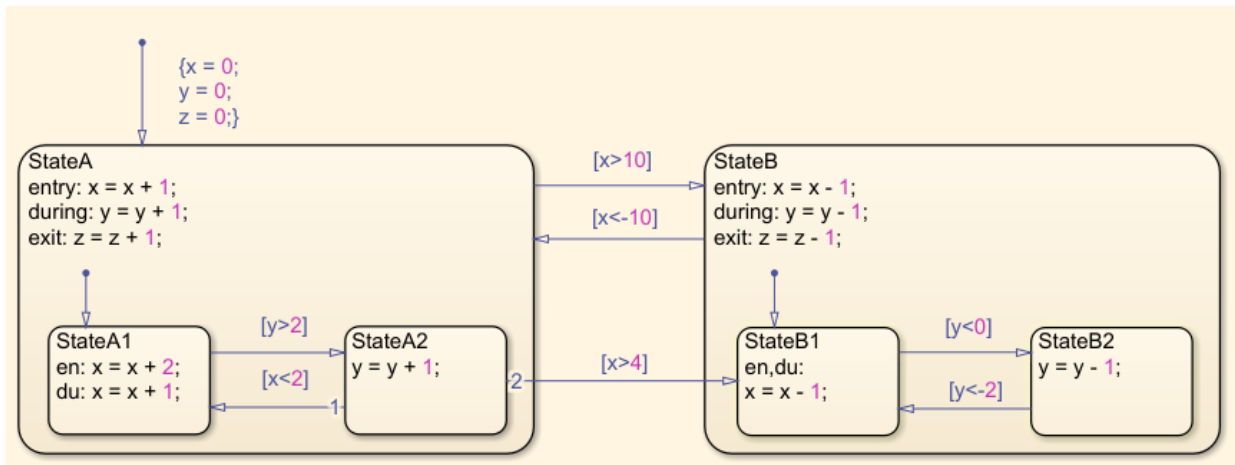 {x = 0;
y = 0;
z = 0;}
StateA
entry: x = x + 1;
during: y = y + 1;
exit: z = z + 1;
[x>10]
[x<-10]
StateB
entry: x = x - 1;
during: y = y - 1;
exit: z = z - 1;
StateA1
en: x = x + 2;
du: x = x + 1;
[y>2]
[x<2]
1
StateA2
y = y + 1;
2
[x>4]
StateB1
en,du:
x = x - 1;
[y<0]
[y<-2]
StateB2
y = y - 1;